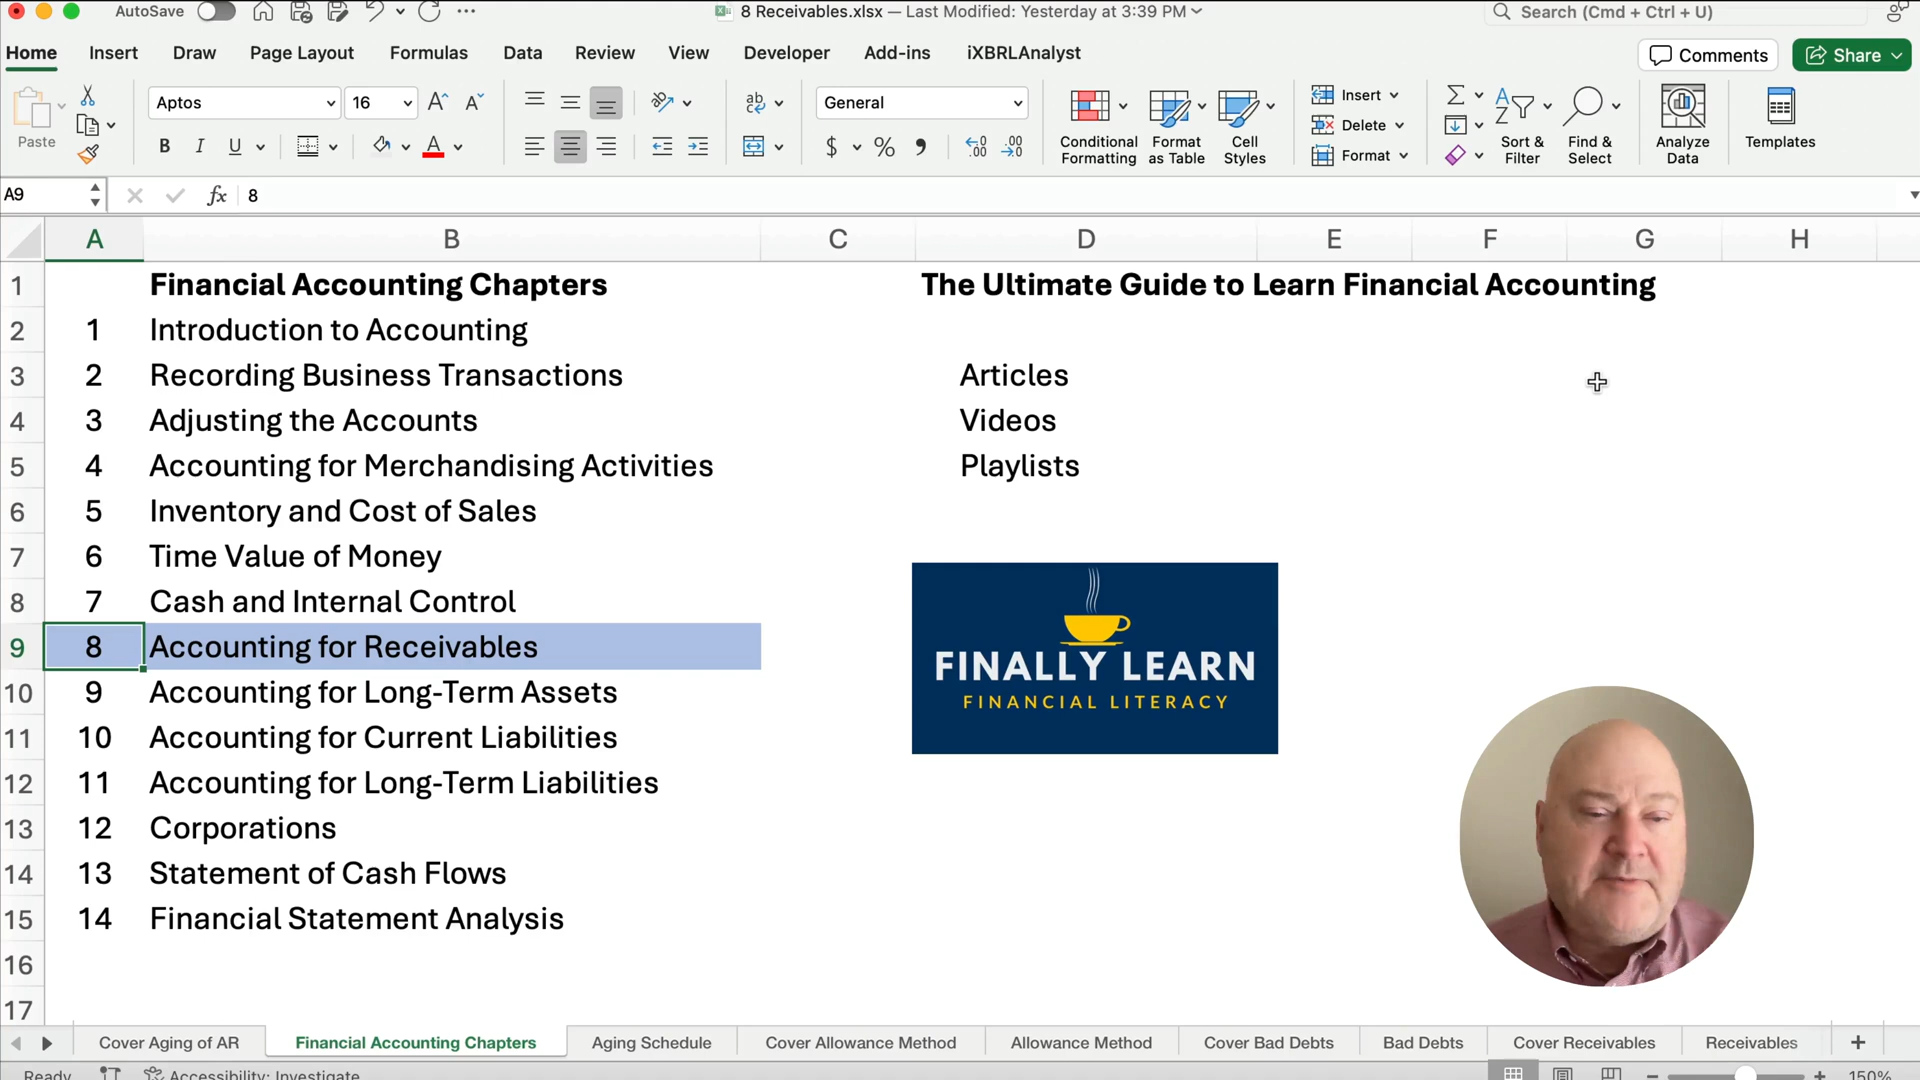 AutoSave
8 Receivables.xlsx — Last Modified: Yesterday at 3:39 PM
Search (Cmd + Ctrl + U)
Home Insert Draw Page Layout Formulas Data Review View Developer Add-ins iXBRLAnalyst
Comments Share
Paste
Aptos 16
B I U
General
$ % 9
Conditional Formatting
Format as Table
Cell Styles
Insert
Delete
Format
Sort & Filter
Find & Select
Analyze Data
Templates
A9 fx 8
A B C D E F G H
1 Financial Accounting Chapters The Ultimate Guide to Learn Financial Accounting
2 1 Introduction to Accounting
3 2 Recording Business Transactions Articles
4 3 Adjusting the Accounts Videos
5 4 Accounting for Merchandising Activities Playlists
6 5 Inventory and Cost of Sales
7 6 Time Value of Money
8 7 Cash and Internal Control
9 8 Accounting for Receivables
10 9 Accounting for Long-Term Assets
11 10 Accounting for Current Liabilities
12 11 Accounting for Long-Term Liabilities
13 12 Corporations
14 13 Statement of Cash Flows
15 14 Financial Statement Analysis
16
17
FINALLY LEARN
FINANCIAL LITERACY
Cover Aging of AR Financial Accounting Chapters Aging Schedule Cover Allowance Method Allowance Method Cover Bad Debts Bad Debts Cover Receivables Receivables +
Ready Accessibility: Investigate 150%